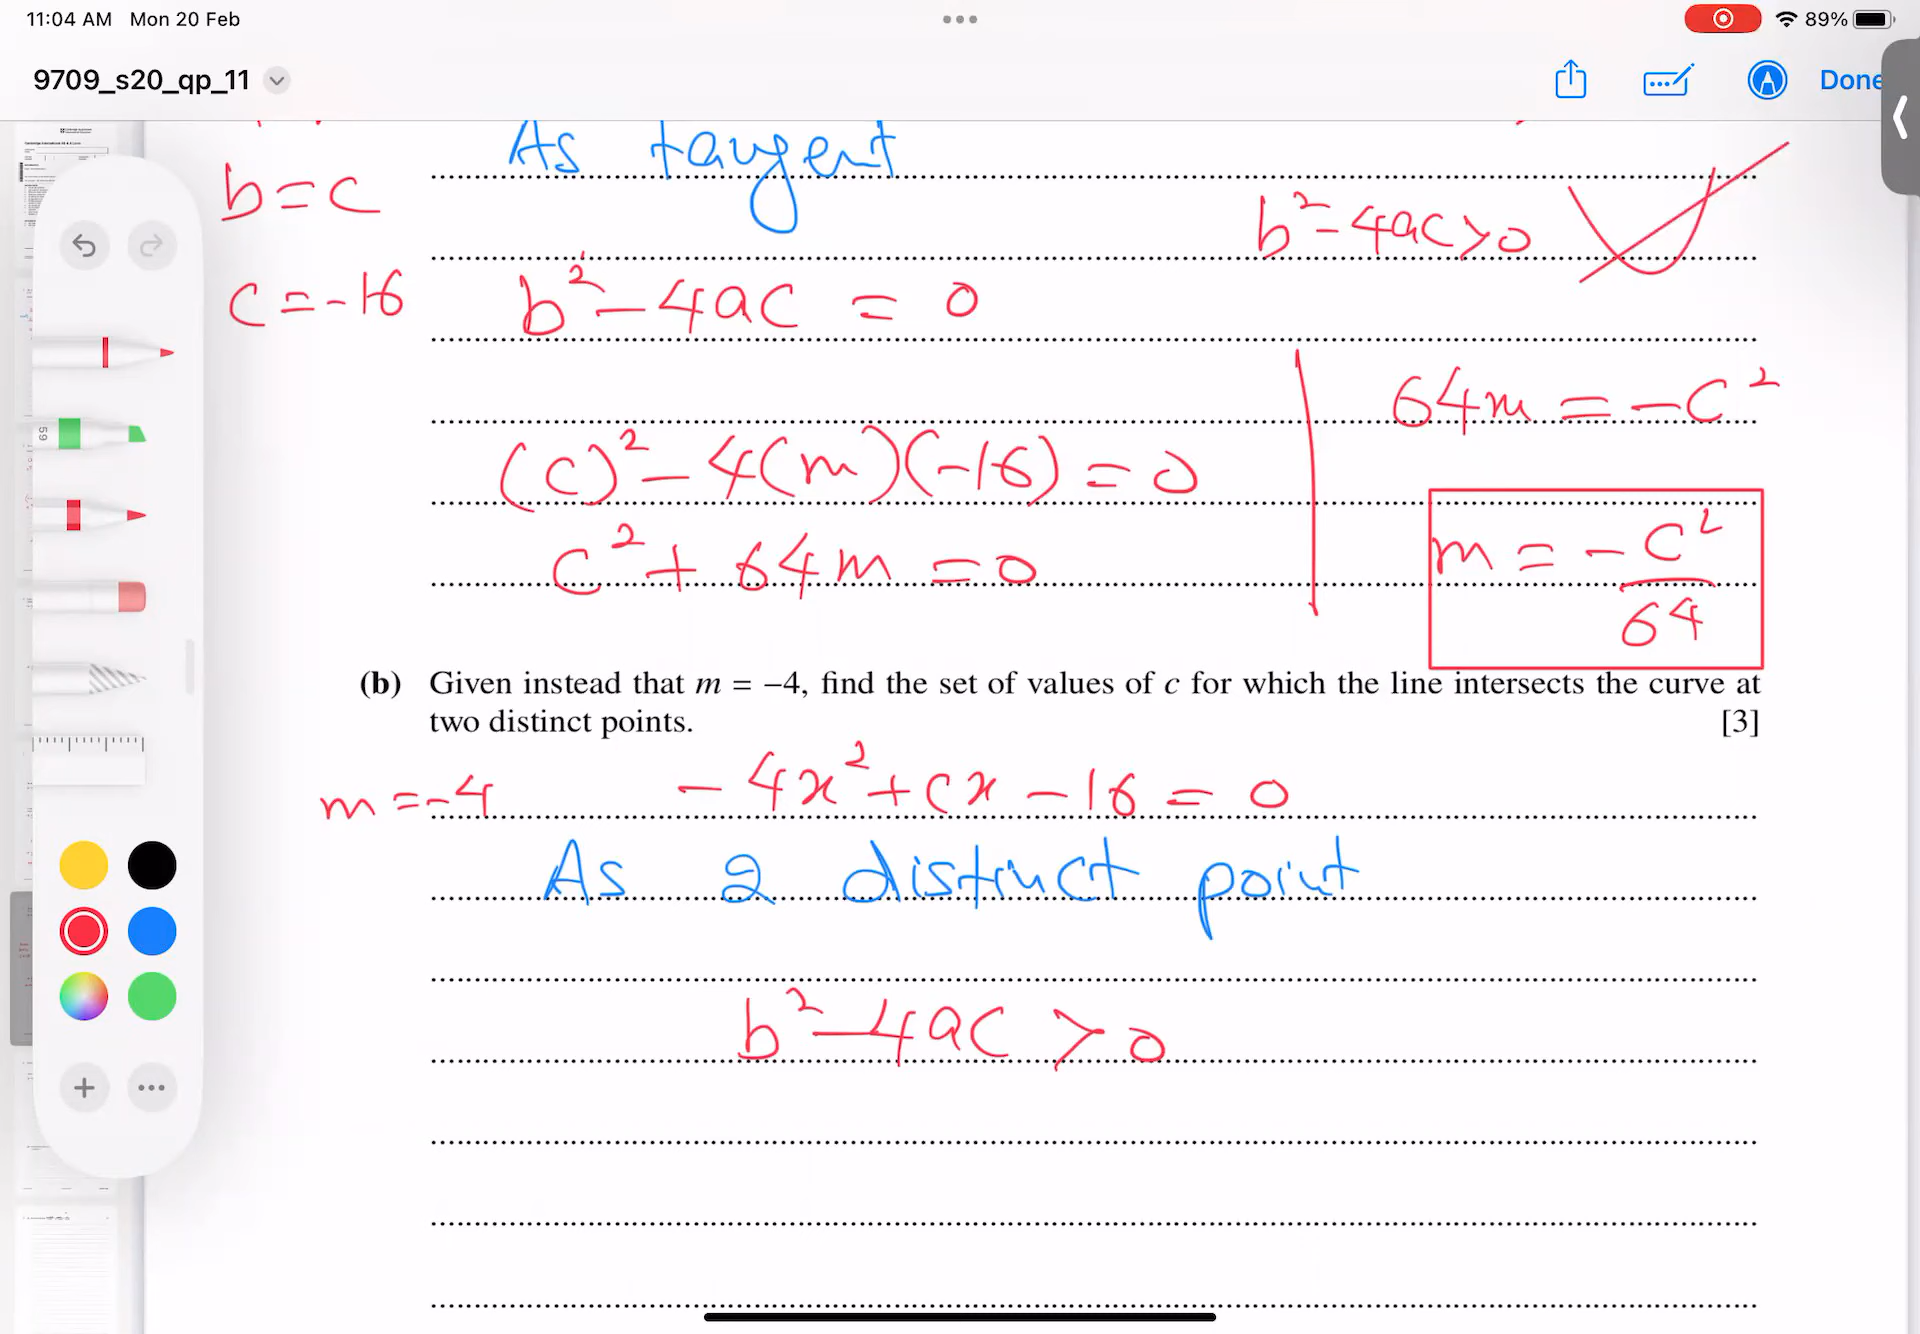 11:04 AM Mon 20 Feb
89%
9709_s20_qp_11
Done
As tangent
b = c
b² - 4ac > 0
c = -16
b² - 4ac = 0
64m = -c²
(c)² - 4(m)(-16) = 0
m = -c²/64
c² + 64m = 0
(b) Given instead that m = −4, find the set of values of c for which the line intersects the curve at
two distinct points. [3]
m = -4
-4x² + cx - 16 = 0
As 2 distinct point
b² - 4ac > 0
59